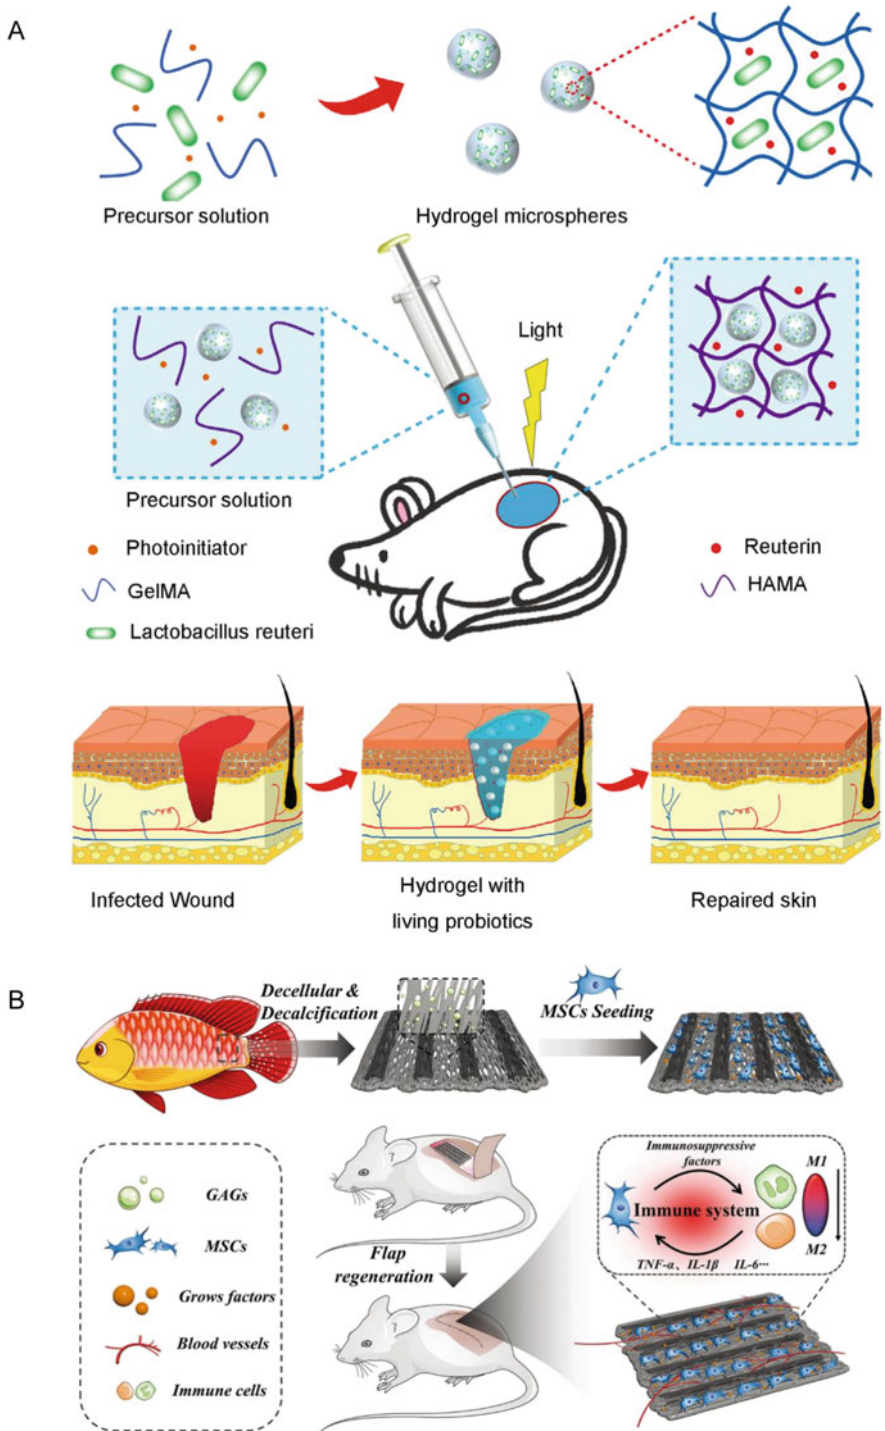 A
Precursor solution
Hydrogel microspheres
Light
Precursor solution
Photoinitiator
GelMA
Lactobacillus reuteri
Reuterin
HAMA
Infected Wound
Hydrogel with
living probiotics
Repaired skin
B
Decellular &
Decalcification
MSCs Seeding
GAGs
MSCs
Grows factors
Blood vessels
Immune cells
Flap
regeneration
Immunosuppressive
factors
Immune system
M1
M2
TNF-α、IL-1β IL-6···